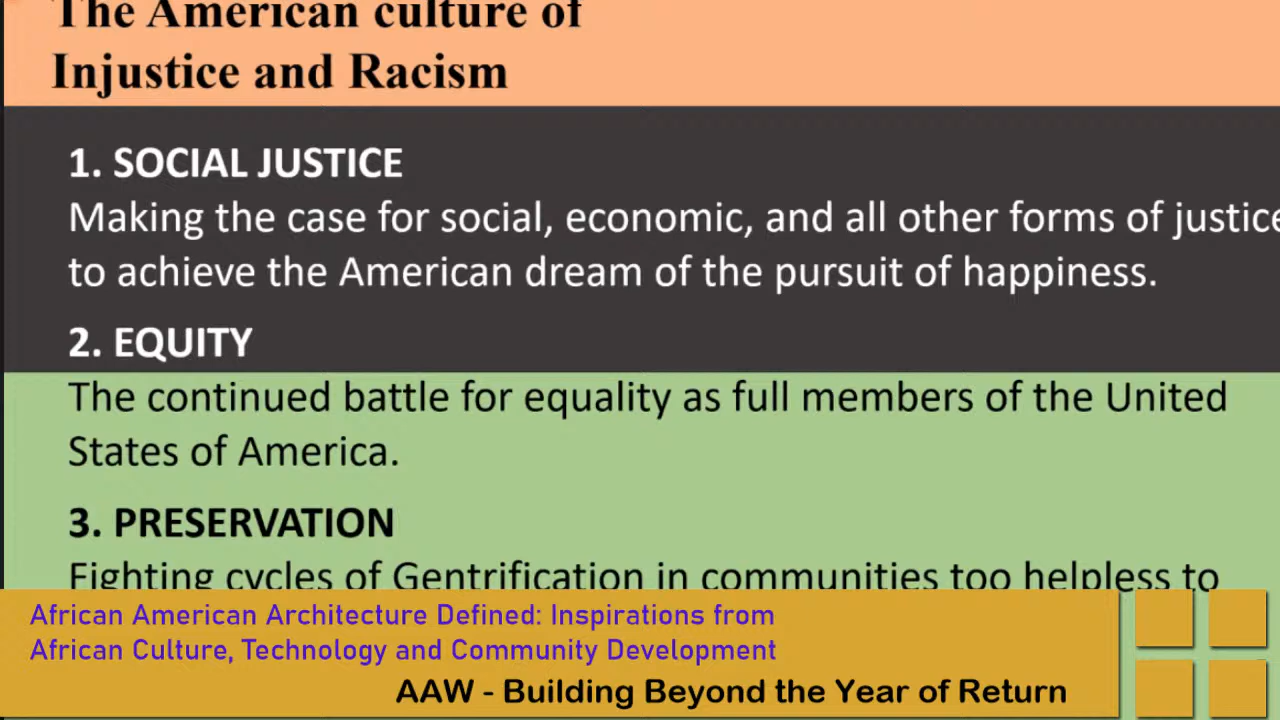 The American culture of
Injustice and Racism
1. SOCIAL JUSTICE
Making the case for social, economic, and all other forms of justice
to achieve the American dream of the pursuit of happiness.
2. EQUITY
The continued battle for equality as full members of the United
States of America.
3. PRESERVATION
Fighting cycles of Gentrification in communities too helpless to
African American Architecture Defined: Inspirations from
African Culture, Technology and Community Development
AAW - Building Beyond the Year of Return